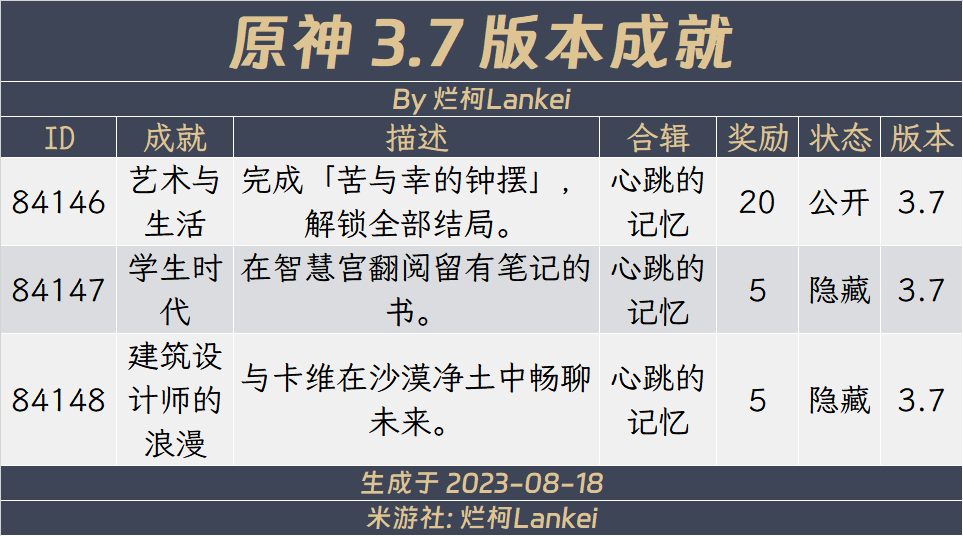 原神 3.7 版本成就
By 烂柯Lankei
ID 成就 描述 合辑 奖励 状态 版本
84146 艺术与生活 完成「苦与幸的钟摆」，解锁全部结局。 心跳的记忆 20 公开 3.7
84147 学生时代 在智慧宫翻阅留有笔记的书。 心跳的记忆 5 隐藏 3.7
84148 建筑设计师的浪漫 与卡维在沙漠净土中畅聊未来。 心跳的记忆 5 隐藏 3.7
生成于 2023-08-18
米游社: 烂柯Lankei